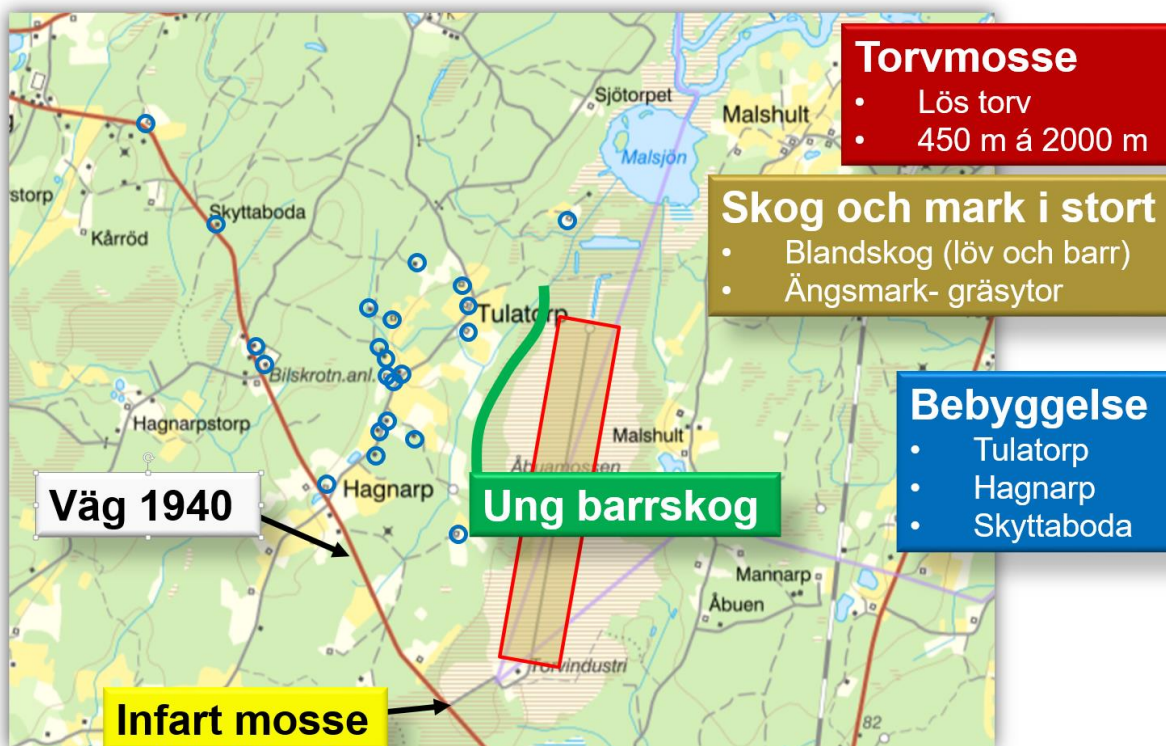 Torvmosse
• Lös torv
• 450 m á 2000 m
Sjötorpet
Malshult
Malsjön
Skog och mark i stort
• Blandskog (löv och barr)
• Ängsmark- gräsytor
storp
Kårröd
Skyttaboda
Tulatorp
Bilskrotn.anl.
Hagnarpstorp
Malshult
Bebyggelse
• Tulatorp
• Hagnarp
• Skyttaboda
Åbuamossen
Väg 1940
Hagnarp
Ung barrskog
Mannarp
Åbuen
Torvindustri
Infart mosse
82